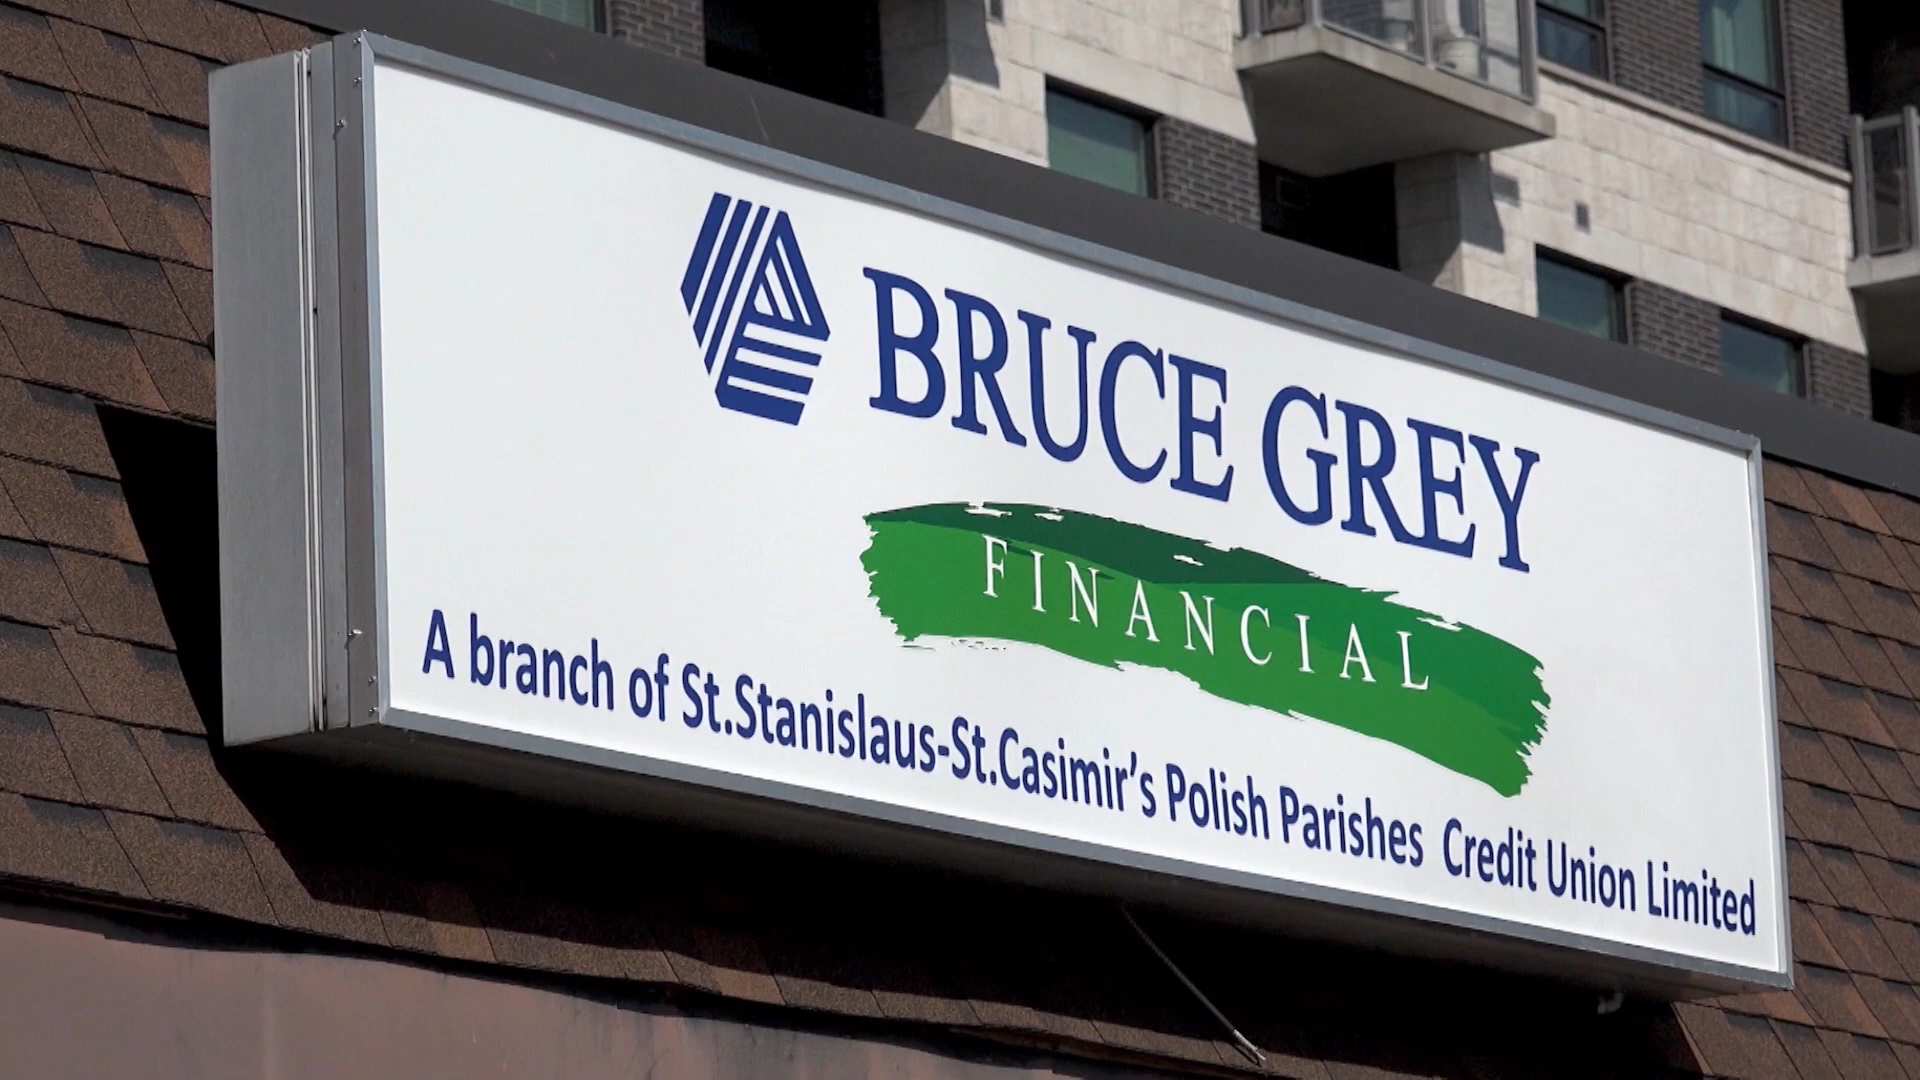 BRUCE GREY
FINANCIAL
A branch of St.Stanislaus-St.Casimir’s Polish Parishes Credit Union Limited